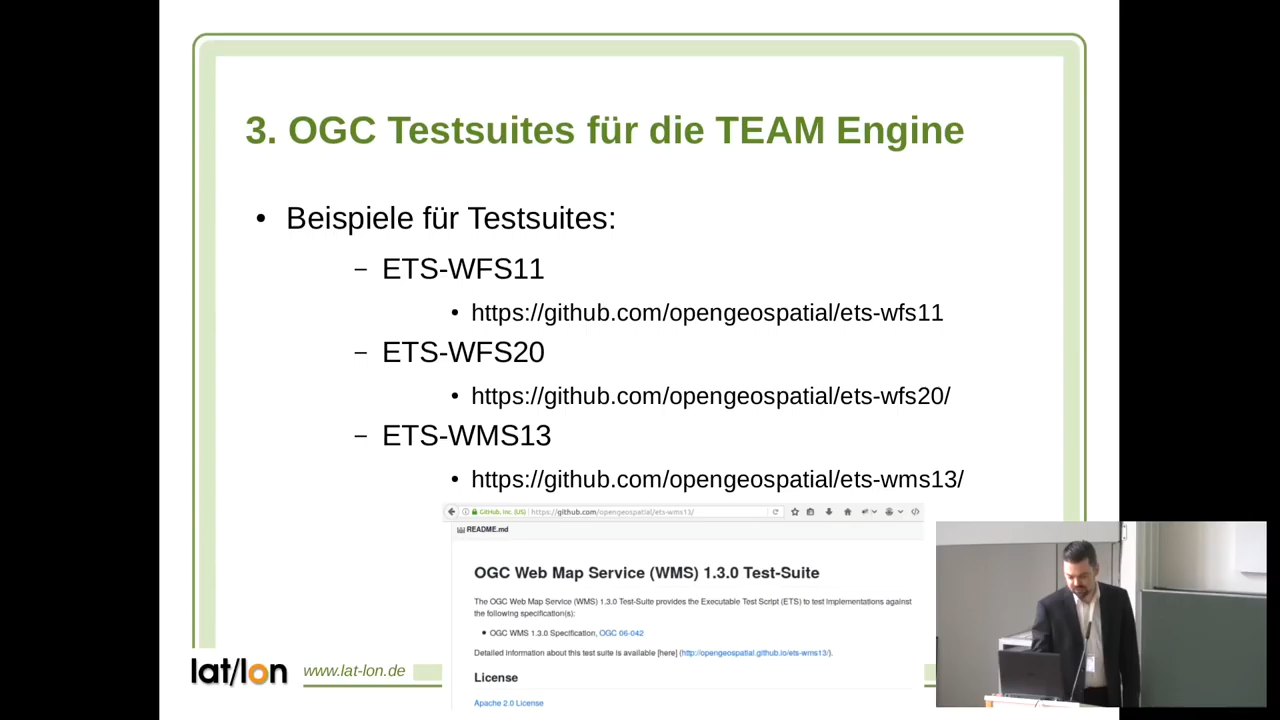 3. OGC Testsuites für die TEAM Engine
• Beispiele für Testsuites:
– ETS-WFS11
• https://github.com/opengeospatial/ets-wfs11
– ETS-WFS20
• https://github.com/opengeospatial/ets-wfs20/
– ETS-WMS13
• https://github.com/opengeospatial/ets-wms13/
GitHub, Inc. (US) https://github.com/opengeospatial/ets-wms13/
README.md
OGC Web Map Service (WMS) 1.3.0 Test-Suite
The OGC Web Map Service (WMS) 1.3.0 Test-Suite provides the Executable Test Script (ETS) to test implementations against
the following specification(s):
• OGC WMS 1.3.0 Specification, OGC 06-042
Detailed information about this test suite is available [here] (http://opengeospatial.github.io/ets-wms13/).
License
Apache 2.0 License
lat/lon
www.lat-lon.de